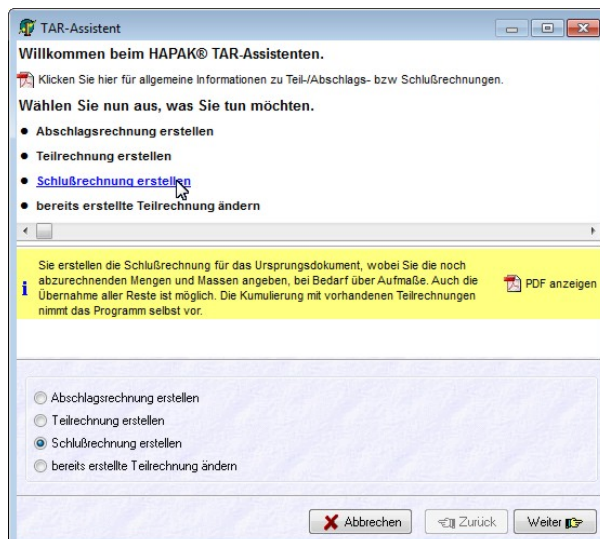 TAR-Assistent
Willkommen beim HAPAK® TAR-Assistenten.
Klicken Sie hier für allgemeine Informationen zu Teil-/Abschlags- bzw Schlußrechnungen.
Wählen Sie nun aus, was Sie tun möchten.
Abschlagsrechnung erstellen
Teilrechnung erstellen
Schlußrechnung erstellen
bereits erstellte Teilrechnung ändern
Sie erstellen die Schlußrechnung für das Ursprungsdokument, wobei Sie die noch
abzurechnenden Mengen und Massen angeben, bei Bedarf über Aufmaße. Auch die
Übernahme aller Reste ist möglich. Die Kumulierung mit vorhandenen Teilrechnungen
nimmt das Programm selbst vor.
PDF anzeigen
Abschlagsrechnung erstellen
Teilrechnung erstellen
Schlußrechnung erstellen
bereits erstellte Teilrechnung ändern
Abbrechen Zurück Weiter